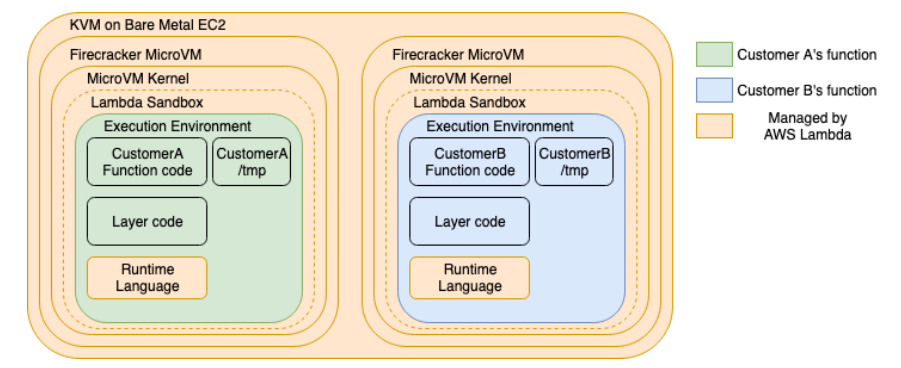 KVM on Bare Metal EC2
Firecracker MicroVM
MicroVM Kernel
Lambda Sandbox
Execution Environment
CustomerA
Function code
CustomerA
/tmp
Layer code
Runtime
Language
Firecracker MicroVM
MicroVM Kernel
Lambda Sandbox
Execution Environment
CustomerB
Function code
CustomerB
/tmp
Layer code
Runtime
Language
Customer A's function
Customer B's function
Managed by
AWS Lambda